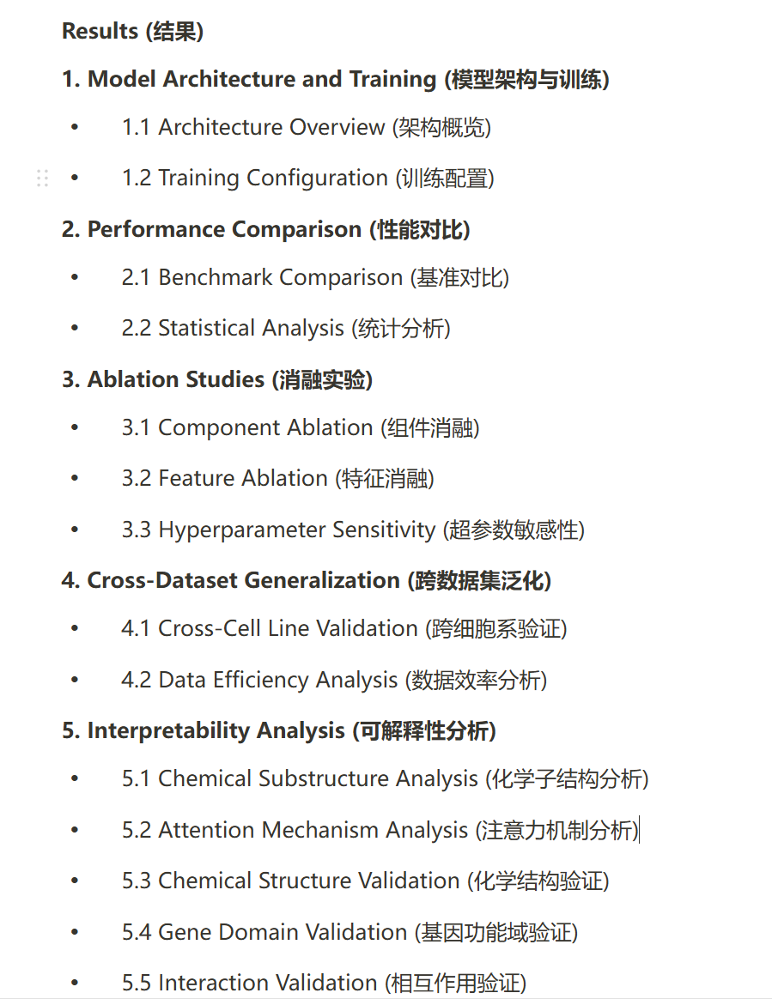 Results (结果)
1. Model Architecture and Training (模型架构与训练)
• 1.1 Architecture Overview (架构概览)
• 1.2 Training Configuration (训练配置)
2. Performance Comparison (性能对比)
• 2.1 Benchmark Comparison (基准对比)
• 2.2 Statistical Analysis (统计分析)
3. Ablation Studies (消融实验)
• 3.1 Component Ablation (组件消融)
• 3.2 Feature Ablation (特征消融)
• 3.3 Hyperparameter Sensitivity (超参数敏感性)
4. Cross-Dataset Generalization (跨数据集泛化)
• 4.1 Cross-Cell Line Validation (跨细胞系验证)
• 4.2 Data Efficiency Analysis (数据效率分析)
5. Interpretability Analysis (可解释性分析)
• 5.1 Chemical Substructure Analysis (化学子结构分析)
• 5.2 Attention Mechanism Analysis (注意力机制分析)
• 5.3 Chemical Structure Validation (化学结构验证)
• 5.4 Gene Domain Validation (基因功能域验证)
• 5.5 Interaction Validation (相互作用验证)